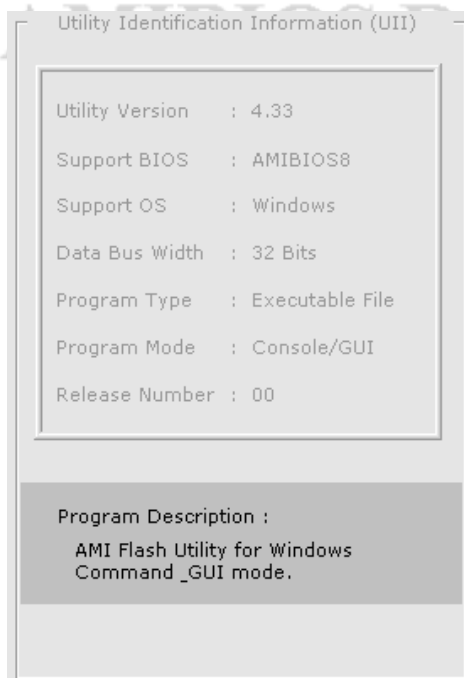 Utility Identification Information (UII)
Utility Version : 4.33
Support BIOS : AMIBIOS8
Support OS : Windows
Data Bus Width : 32 Bits
Program Type : Executable File
Program Mode : Console/GUI
Release Number : 00
Program Description :
AMI Flash Utility for Windows
Command _GUI mode.